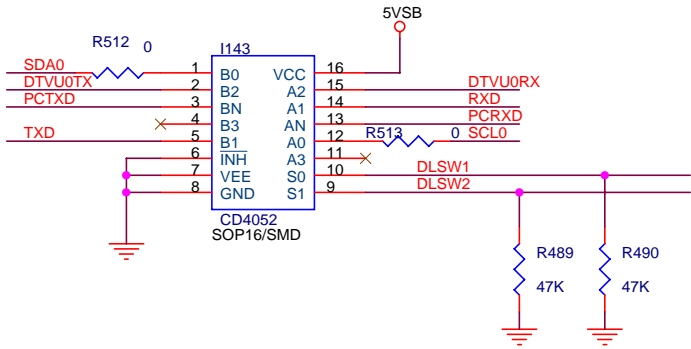 5VSB
R512 0 I143
SDA0 1 B0 VCC 16
DTVU0TX 2 B2 A2 15 DTVU0RX
PCTXD 3 BN A1 14 RXD
4 B3 AN 13 PCRXD
TXD 5 B1 A0 12 R513 0 SCL0
6 INH A3 11
7 VEE S0 10 DLSW1
8 GND S1 9 DLSW2
CD4052
SOP16/SMD
R489 R490
47K 47K